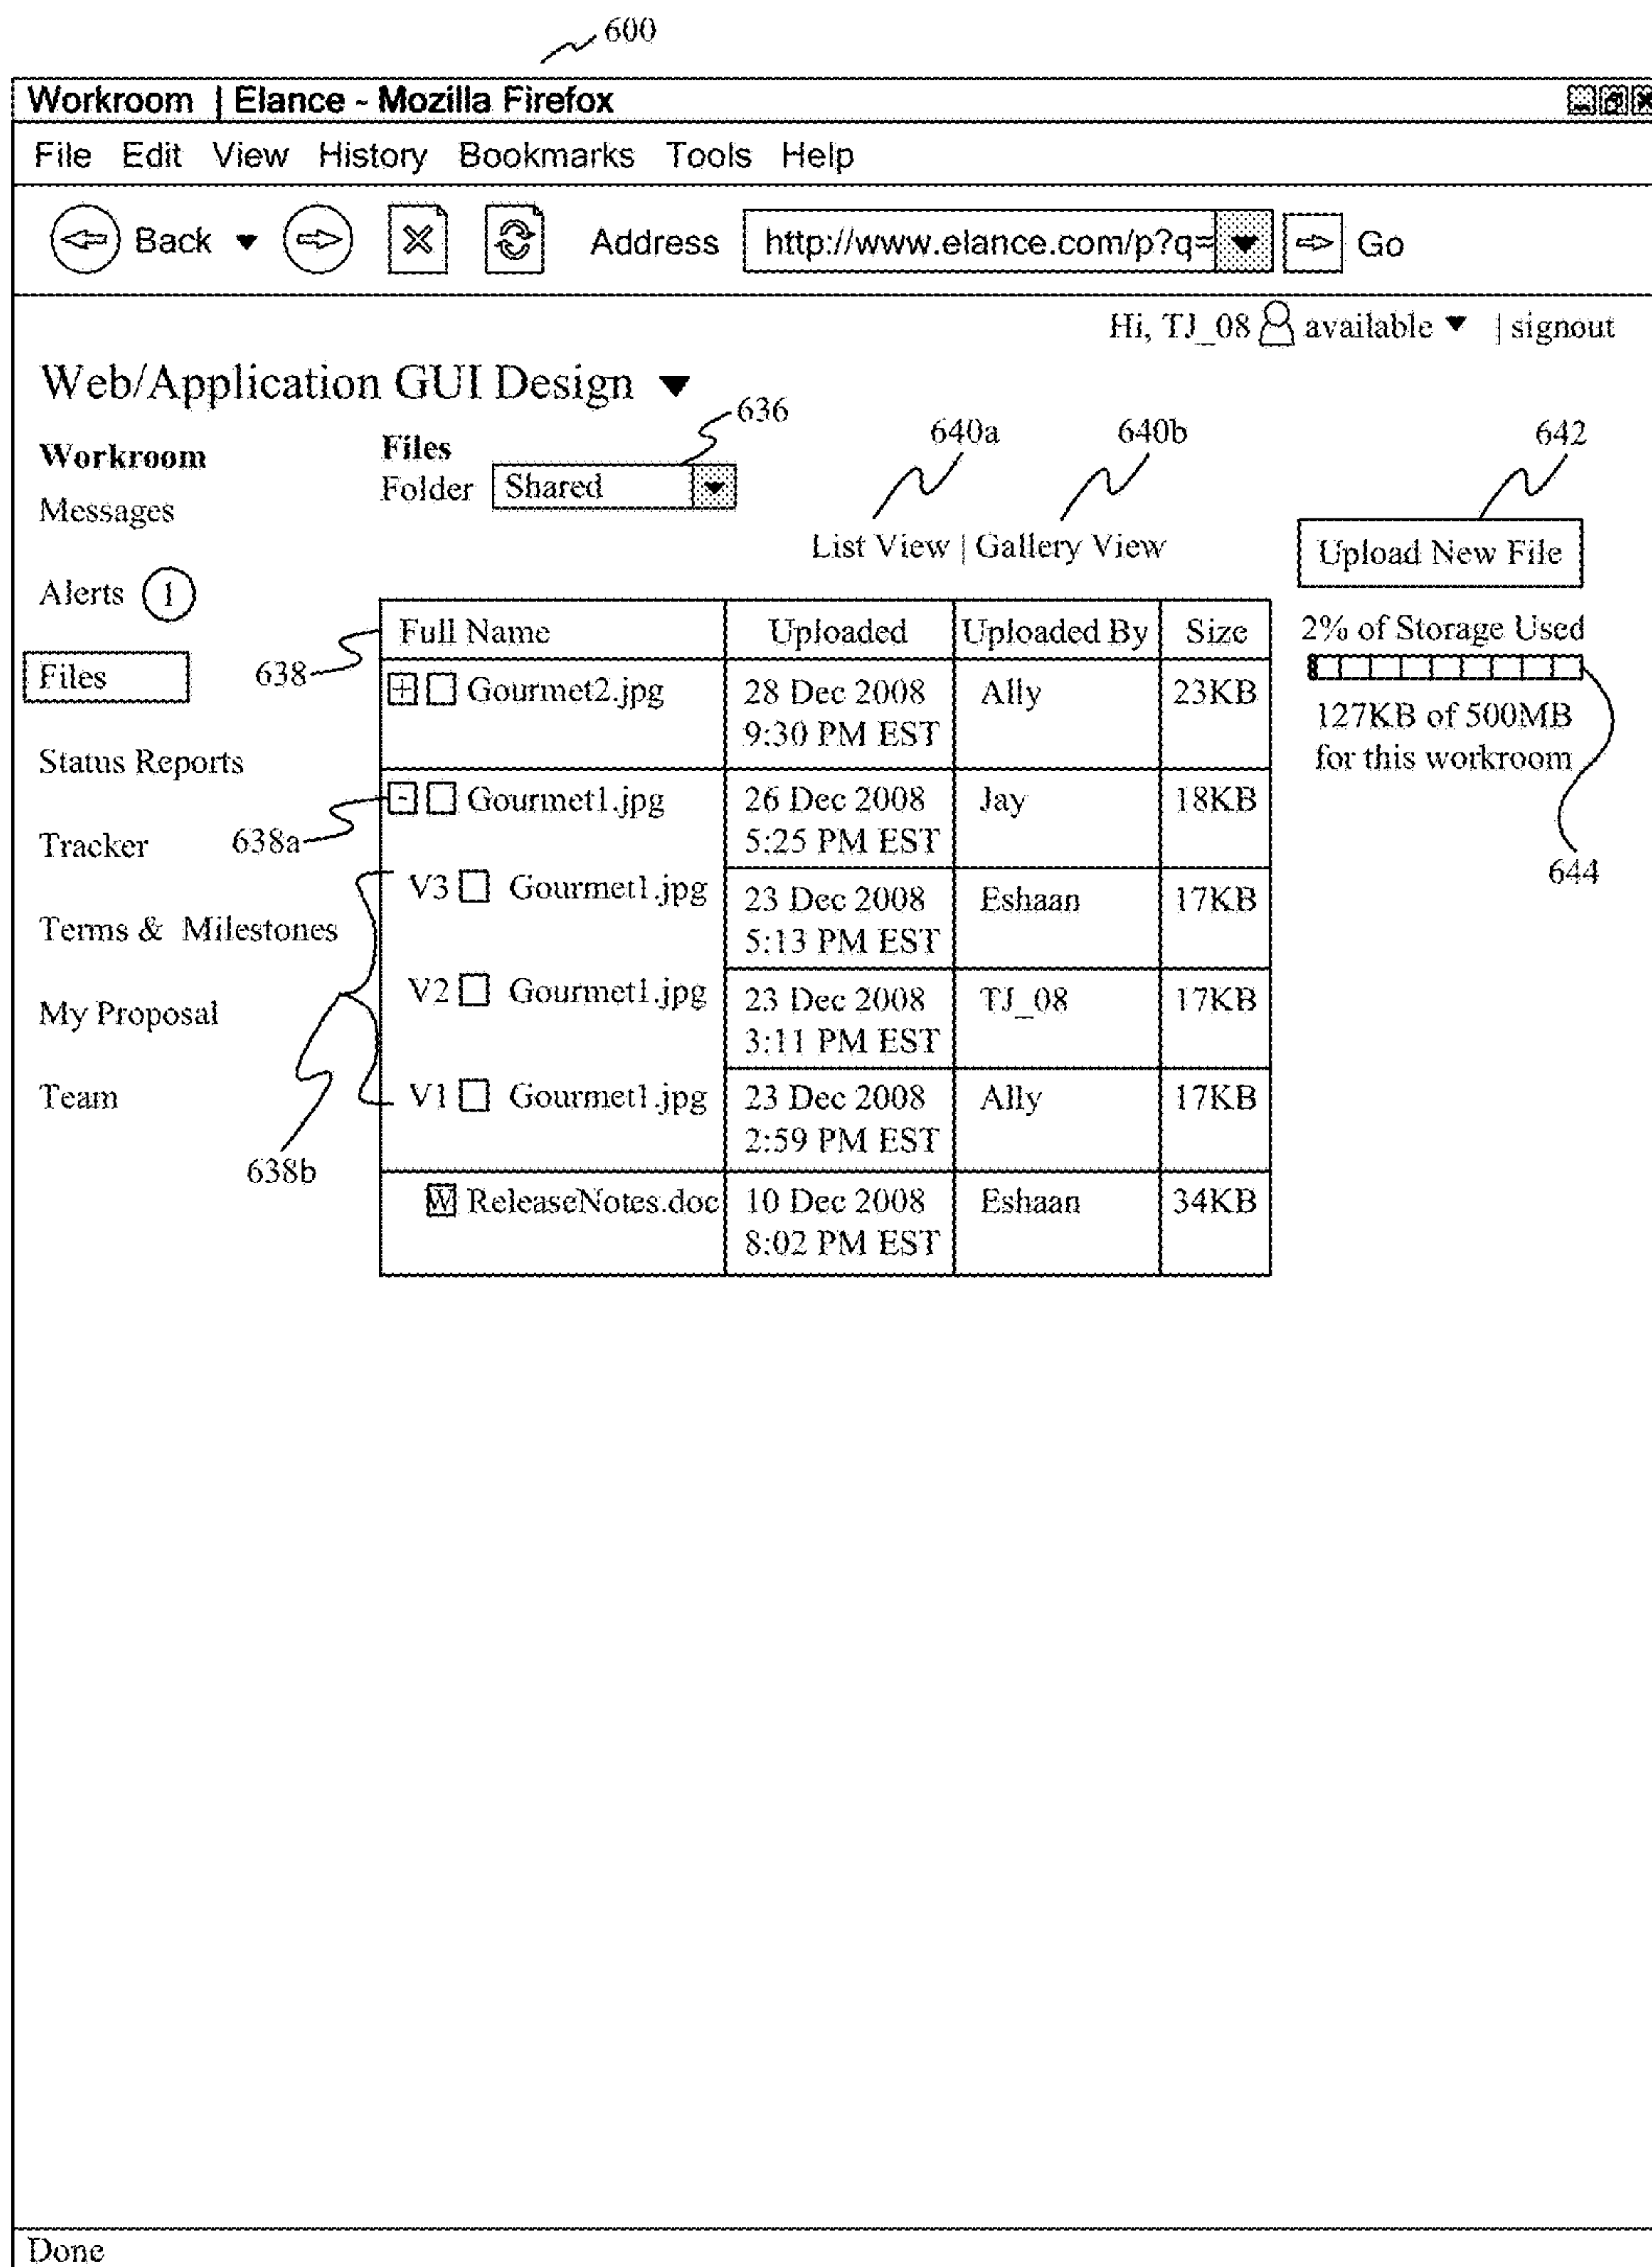 600
Workroom | Elance - Mozilla Firefox
File Edit View History Bookmarks Tools Help
Back Address http://www.elance.com/p?q= Go
Hi, TJ_08 available | signout
Web/Application GUI Design
636
640a 640b 642
Workroom
Messages
Alerts 1
Files
Status Reports
Tracker
Terms & Milestones
My Proposal
Team
Files
Folder Shared
List View | Gallery View
Upload New File
2% of Storage Used
127KB of 500MB
for this workroom
644
638
638a
638b
Full Name Uploaded Uploaded By Size
+ Gourmet2.jpg 28 Dec 2008 Ally 23KB
9:30 PM EST
- Gourmet1.jpg 26 Dec 2008 Jay 18KB
5:25 PM EST
V3 Gourmet1.jpg 23 Dec 2008 Eshaan 17KB
5:13 PM EST
V2 Gourmet1.jpg 23 Dec 2008 TJ_08 17KB
3:11 PM EST
V1 Gourmet1.jpg 23 Dec 2008 Ally 17KB
2:59 PM EST
W ReleaseNotes.doc 10 Dec 2008 Eshaan 34KB
8:02 PM EST
Done